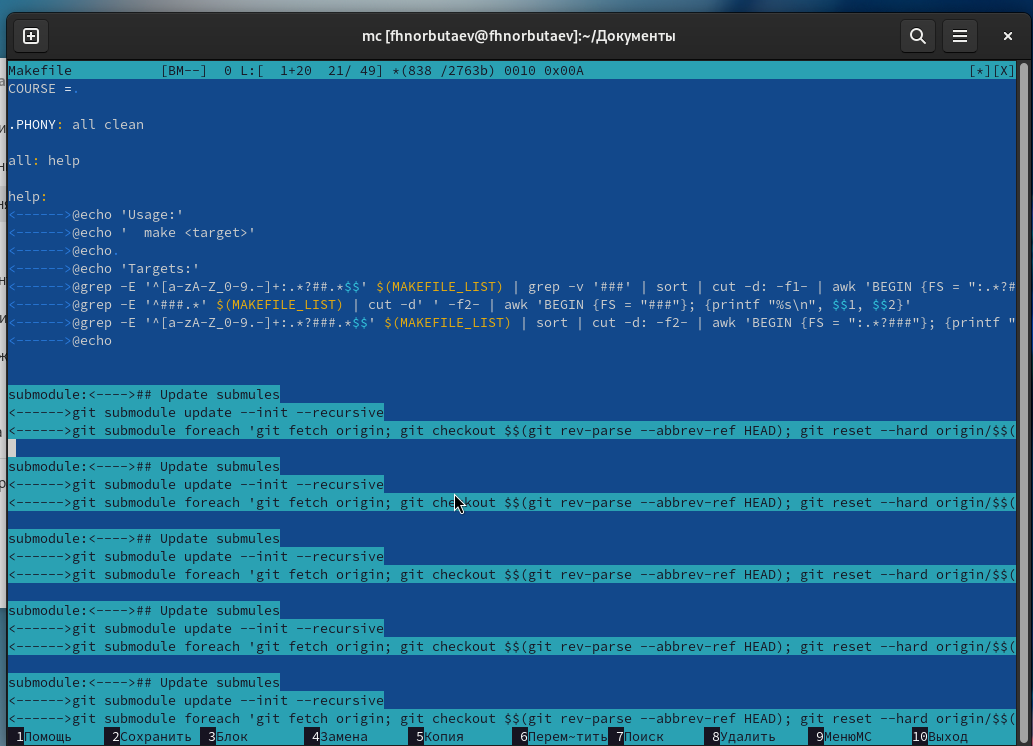 mc [fhnorbutaev@fhnorbutaev]:~/Документы
Makefile [BM--] 0 L:[ 1+20 21/ 49] *(838 /2763b) 0010 0x00A [*][X]
COURSE =.
.PHONY: all clean
all: help
help:
<------>@echo 'Usage:'
<------>@echo '  make <target>'
<------>@echo.
<------>@echo 'Targets:'
<------>@grep -E '^[a-zA-Z_0-9.-]+:.*?##.*$$' $(MAKEFILE_LIST) | grep -v '###' | sort | cut -d: -f1- | awk 'BEGIN {FS = ":.*?#
<------>@grep -E '^###.*' $(MAKEFILE_LIST) | cut -d' ' -f2- | awk 'BEGIN {FS = "###"}; {printf "%s\n", $$1, $$2}'
<------>@grep -E '^[a-zA-Z_0-9.-]+:.*?###.*$$' $(MAKEFILE_LIST) | sort | cut -d: -f2- | awk 'BEGIN {FS = ":.*?###"}; {printf "
<------>@echo
submodule:<---->## Update submules
<------>git submodule update --init --recursive
<------>git submodule foreach 'git fetch origin; git checkout $$(git rev-parse --abbrev-ref HEAD); git reset --hard origin/$$(
submodule:<---->## Update submules
<------>git submodule update --init --recursive
<------>git submodule foreach 'git fetch origin; git checkout $$(git rev-parse --abbrev-ref HEAD); git reset --hard origin/$$(
submodule:<---->## Update submules
<------>git submodule update --init --recursive
<------>git submodule foreach 'git fetch origin; git checkout $$(git rev-parse --abbrev-ref HEAD); git reset --hard origin/$$(
submodule:<---->## Update submules
<------>git submodule update --init --recursive
<------>git submodule foreach 'git fetch origin; git checkout $$(git rev-parse --abbrev-ref HEAD); git reset --hard origin/$$(
submodule:<---->## Update submules
<------>git submodule update --init --recursive
<------>git submodule foreach 'git fetch origin; git checkout $$(git rev-parse --abbrev-ref HEAD); git reset --hard origin/$$(
1Помощь 2Сохранить 3Блок 4Замена 5Копия 6Перем~тить 7Поиск 8Удалить 9МенюMC 10Выход